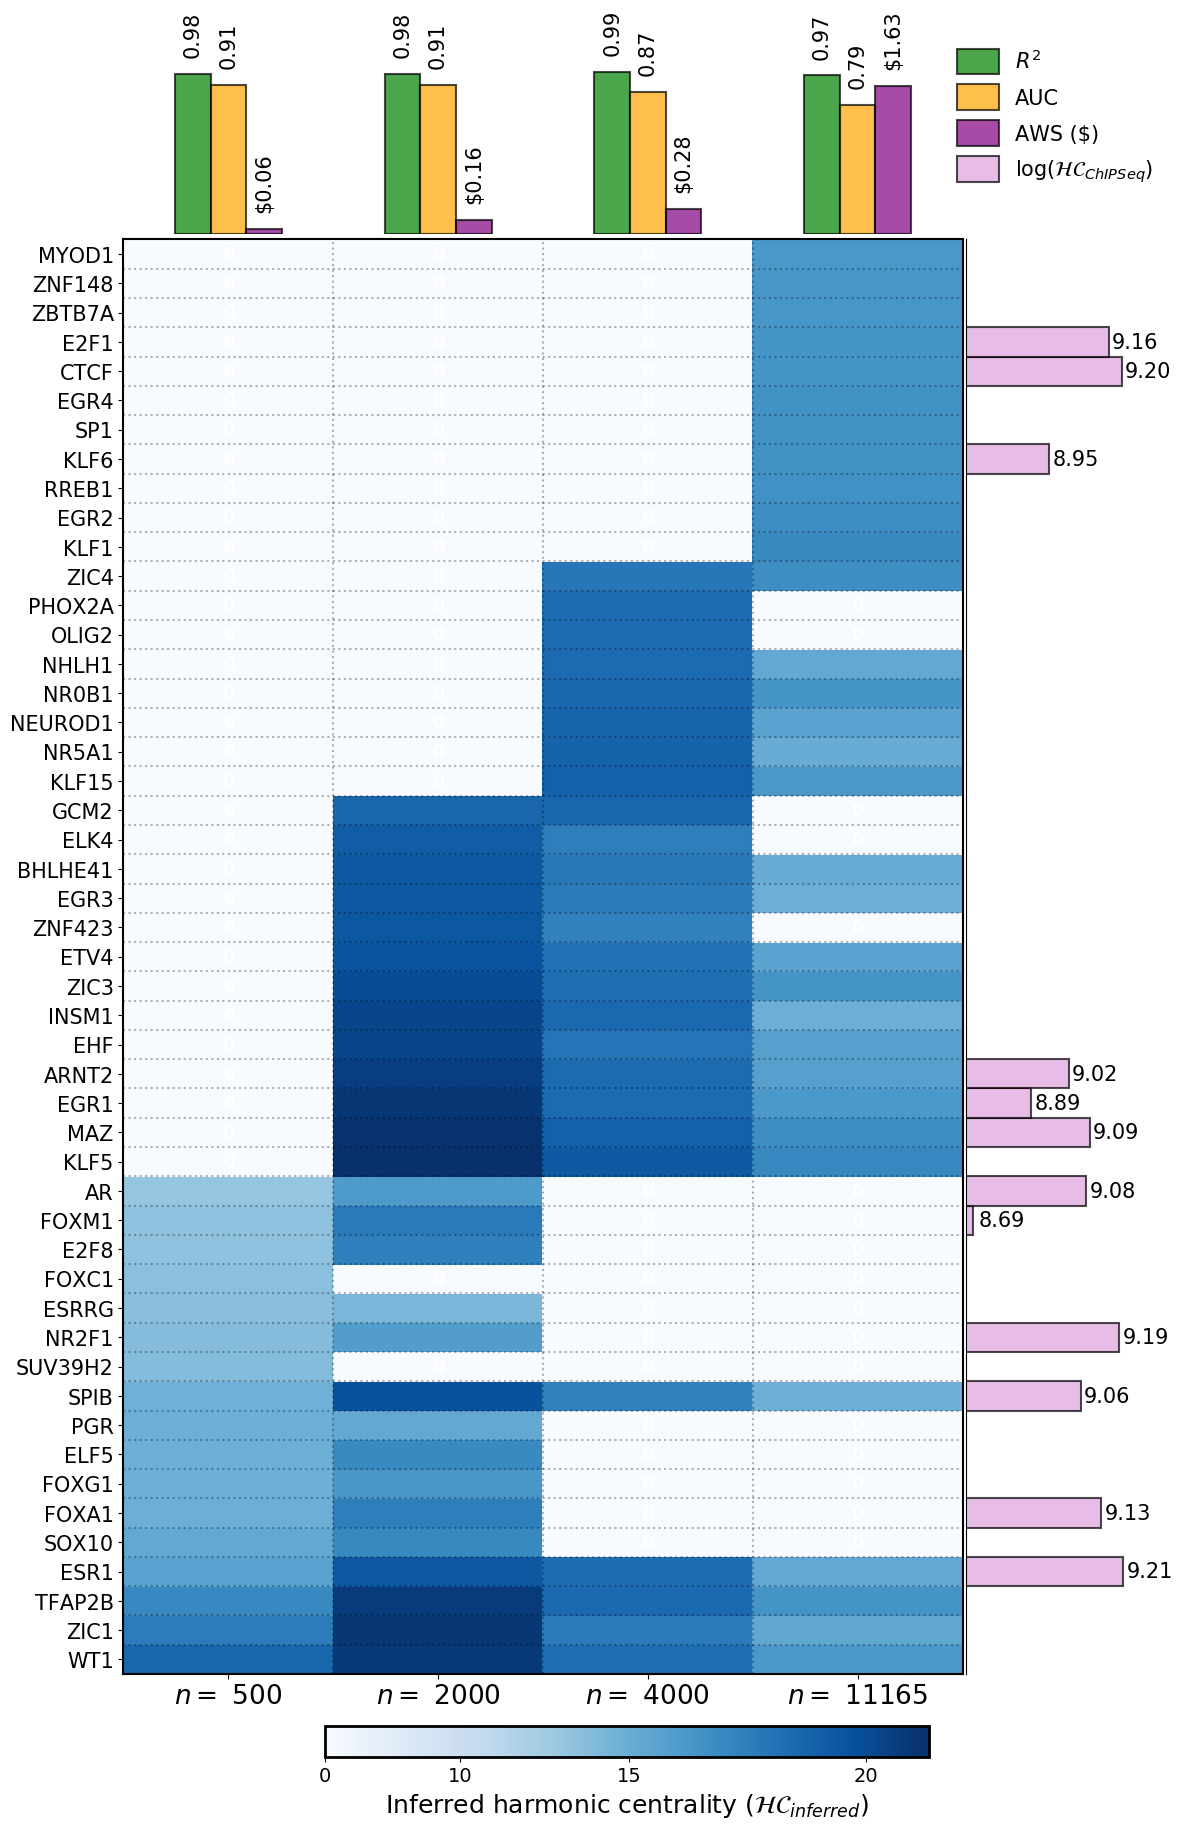 0.98
0.91
$0.06
0.98
0.91
$0.16
0.99
0.87
$0.28
0.97
0.79
$1.63
R²
AUC
AWS ($)
log(ℋ𝒞ChIPSeq)
MYOD1
ZNF148
ZBTB7A
E2F1 9.16
CTCF 9.20
EGR4
SP1
KLF6 8.95
RREB1
EGR2
KLF1
ZIC4
PHOX2A
OLIG2
NHLH1
NR0B1
NEUROD1
NR5A1
KLF15
GCM2
ELK4
BHLHE41
EGR3
ZNF423
ETV4
ZIC3
INSM1
EHF
ARNT2 9.02
EGR1 8.89
MAZ 9.09
KLF5
AR 9.08
FOXM1 8.69
E2F8
FOXC1
ESRRG
NR2F1 9.19
SUV39H2
SPIB 9.06
PGR
ELF5
FOXG1
FOXA1 9.13
SOX10
ESR1 9.21
TFAP2B
ZIC1
WT1
n = 500 n = 2000 n = 4000 n = 11165
0 10 15 20
Inferred harmonic centrality (ℋ𝒞inferred)